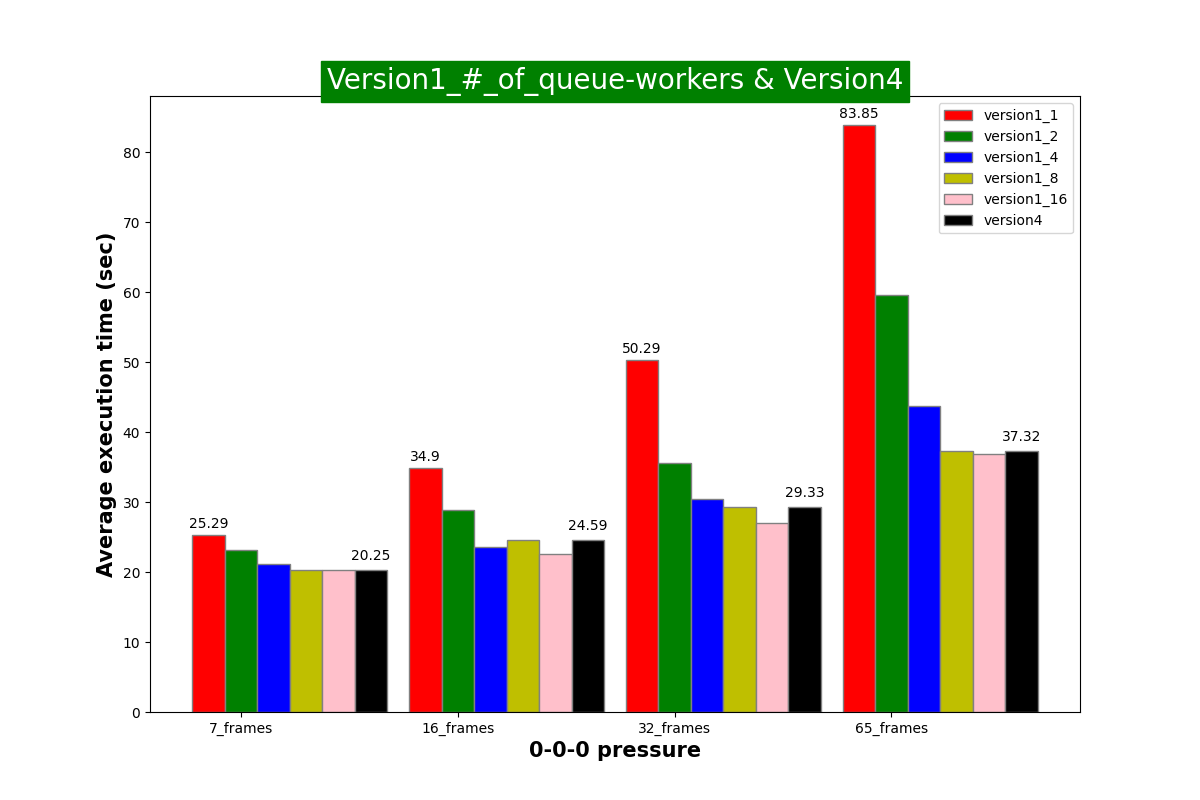 Version1_#_of_queue-workers & Version4
83.85
version1_1
version1_2
version1_4
version1_8
version1_16
version4
80
70
60
50
40
30
20
10
0
Average execution time (sec)
50.29
34.9
37.32
29.33
25.29
24.59
20.25
7_frames
16_frames
32_frames
65_frames
0-0-0 pressure